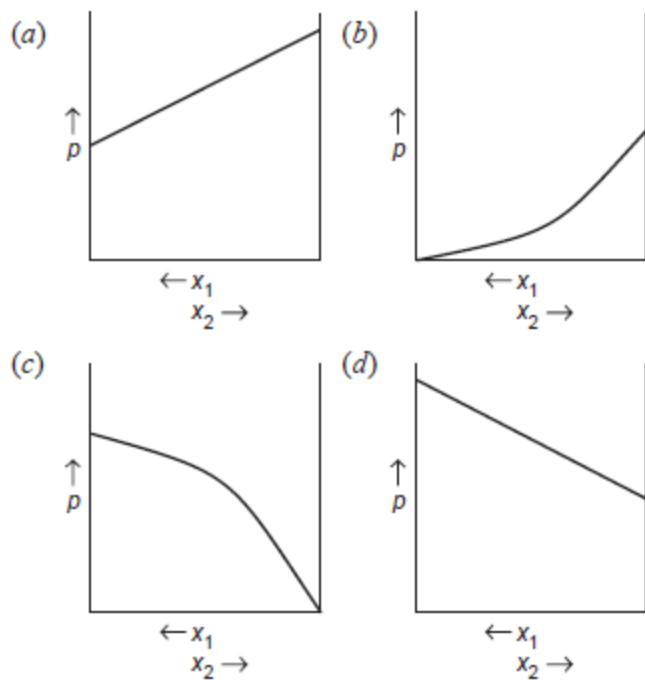 (a)
(b)
↑
p
↑
p
← x₁
x₂ →
← x₁
x₂ →
(c)
(d)
↑
p
↑
p
← x₁
x₂ →
← x₁
x₂ →